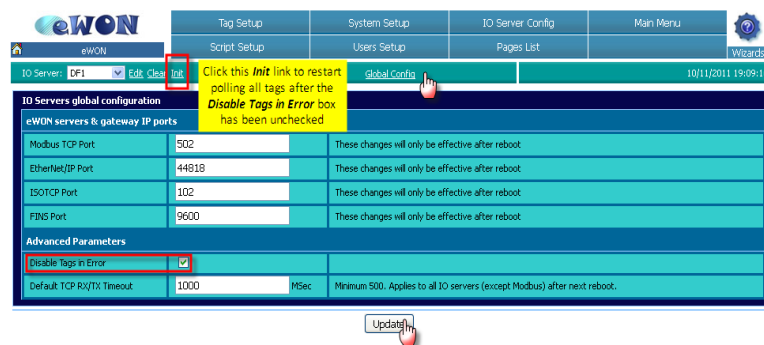 eWON
Tag Setup
System Setup
IO Server Config
Main Menu
eWON
Script Setup
Users Setup
Pages List
Wizards
IO Server: DF1 Edit Clear Init
Global Config
10/11/2011 19:09:1
Click this Init link to restart
polling all tags after the
Disable Tags in Error box
has been unchecked
IO Servers global configuration
eWON servers & gateway IP ports
Modbus TCP Port 502 These changes will only be effective after reboot
EtherNet/IP Port 44818 These changes will only be effective after reboot
ISOTCP Port 102 These changes will only be effective after reboot
FINS Port 9600 These changes will only be effective after reboot
Advanced Parameters
Disable Tags in Error
Default TCP RX/TX Timeout 1000 MSec Minimum 500. Applies to all IO servers (except Modbus) after next reboot.
Update